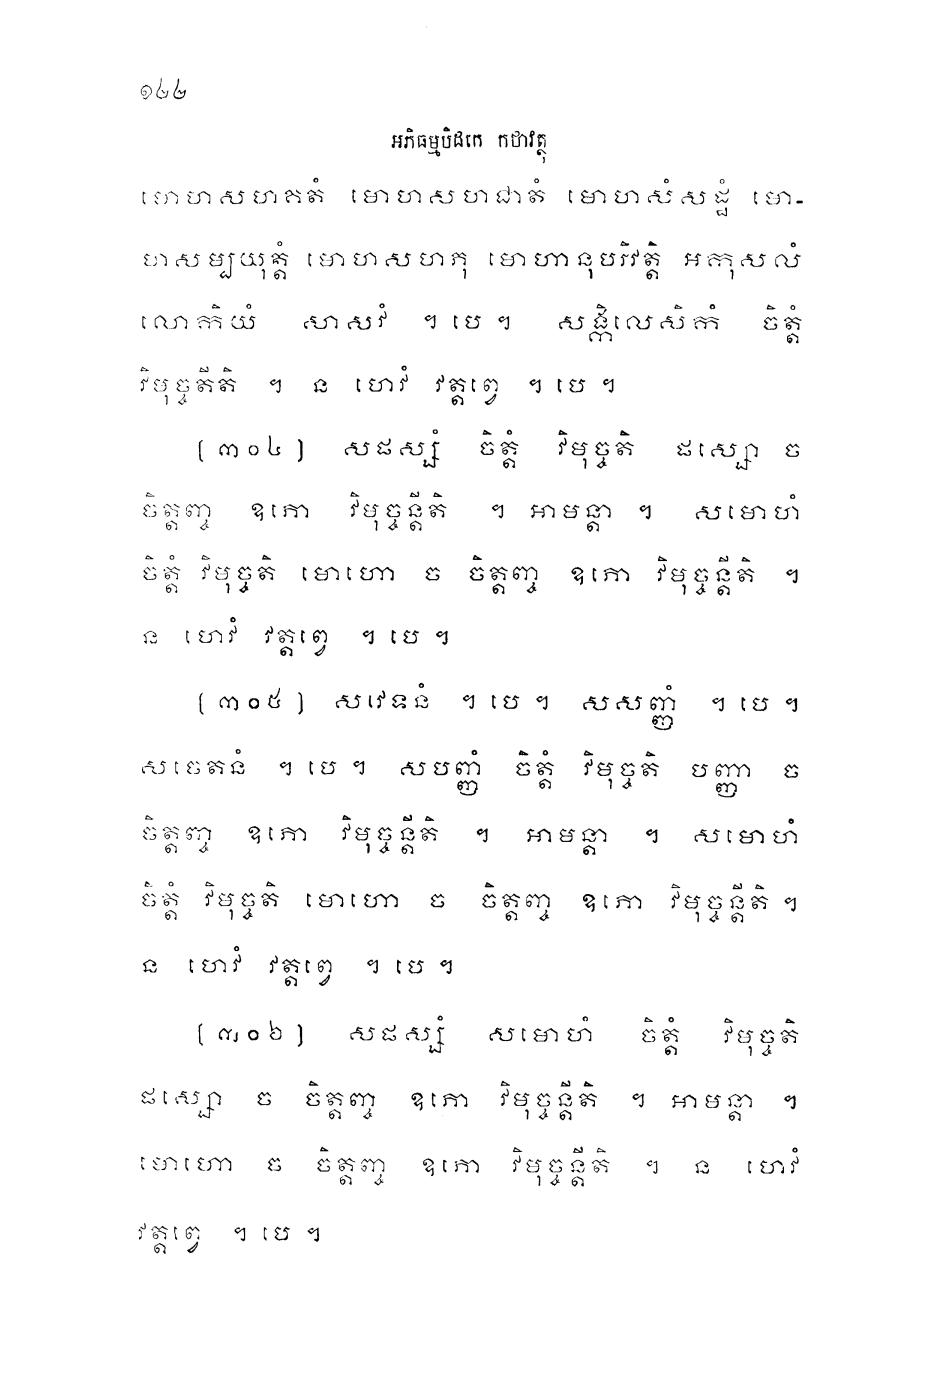 ១៤៤
អភិធម្មបិដកេ កថាវត្ថុ
មោហសហគតំ មោហសហជាតំ មោហសំសដ្ឋំ មោ-
ហសម្បយុត្តំ មោហសហភុ មោហានុបរិវត្តិ អកុសលំ
លោកិយំ សាសវំ ។ បេ ។ សង្កិលេសិកំ ចិត្តំ
វិមុច្ចតីតិ ។ ន ហេវំ វត្តព្វេ ។ បេ ។
[៣០៤] សផស្សំ ចិត្តំ វិមុច្ចតិ ផស្សោ ច
ចិត្តញ្ច ឧភោ វិមុច្ចន្តីតិ ។ អាមន្តា ។ សមោហំ
ចិត្តំ វិមុច្ចតិ មោហោ ច ចិត្តញ្ច ឧភោ វិមុច្ចន្តីតិ ។
ន ហេវំ វត្តព្វេ ។ បេ ។
[៣០៥] សវេទនំ ។ បេ ។ សសញ្ញំ ។ បេ ។
សចេតនំ ។ បេ ។ សបញ្ញំ ចិត្តំ វិមុច្ចតិ បញ្ញា ច
ចិត្តញ្ច ឧភោ វិមុច្ចន្តីតិ ។ អាមន្តា ។ សមោហំ
ចិត្តំ វិមុច្ចតិ មោហោ ច ចិត្តញ្ច ឧភោ វិមុច្ចន្តីតិ ។
ន ហេវំ វត្តព្វេ ។ បេ ។
[៣០៦] សផស្សំ សមោហំ ចិត្តំ វិមុច្ចតិ
ផស្សោ ច ចិត្តញ្ច ឧភោ វិមុច្ចន្តីតិ ។ អាមន្តា ។
មោហោ ច ចិត្តញ្ច ឧភោ វិមុច្ចន្តីតិ ។ ន ហេវំ
វត្តព្វេ ។ បេ ។